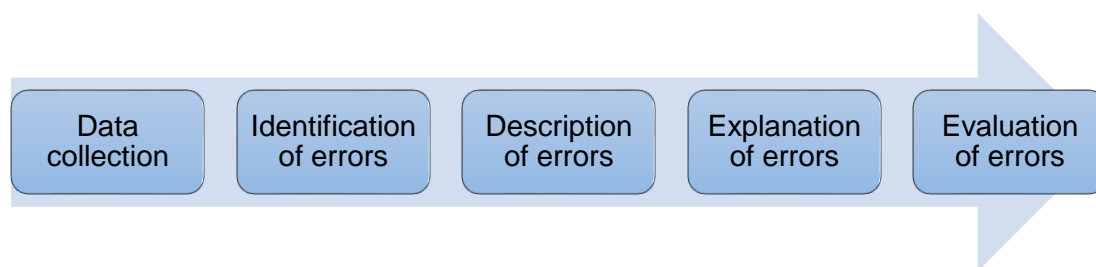 Data
collection
Identification
of errors
Description
of errors
Explanation
of errors
Evaluation
of errors